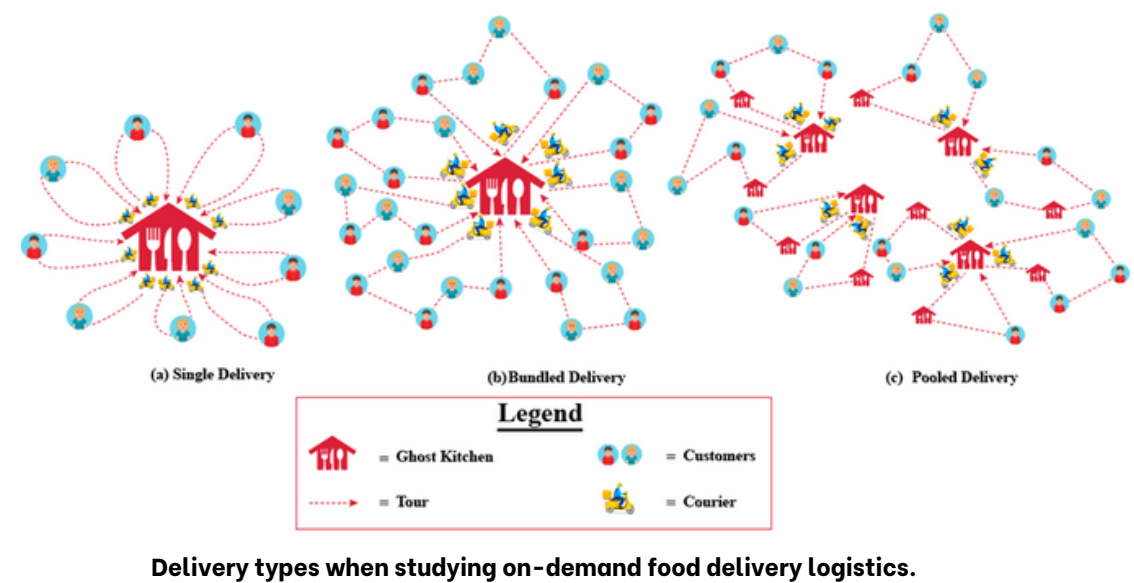 (a) Single Delivery
(b)Bundled Delivery
(c) Pooled Delivery
Legend
= Ghost Kitchen
= Customers
= Tour
= Courier
Delivery types when studying on-demand food delivery logistics.